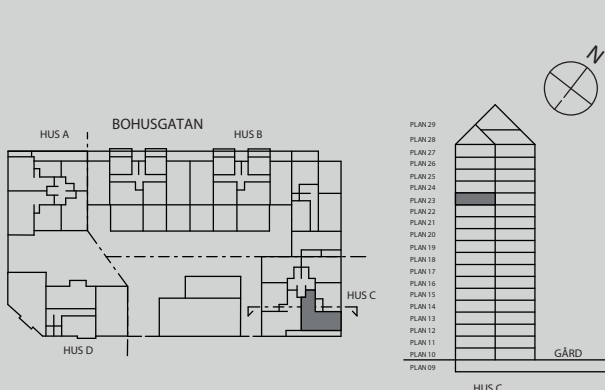 BOHUSGATAN
HUS A
HUS B
HUS C
HUS D
N
PLAN 29
PLAN 28
PLAN 27
PLAN 26
PLAN 25
PLAN 24
PLAN 23
PLAN 22
PLAN 21
PLAN 20
PLAN 19
PLAN 18
PLAN 17
PLAN 16
PLAN 15
PLAN 14
PLAN 13
PLAN 12
PLAN 11
PLAN 10
PLAN 09
GÅRD
HUS C